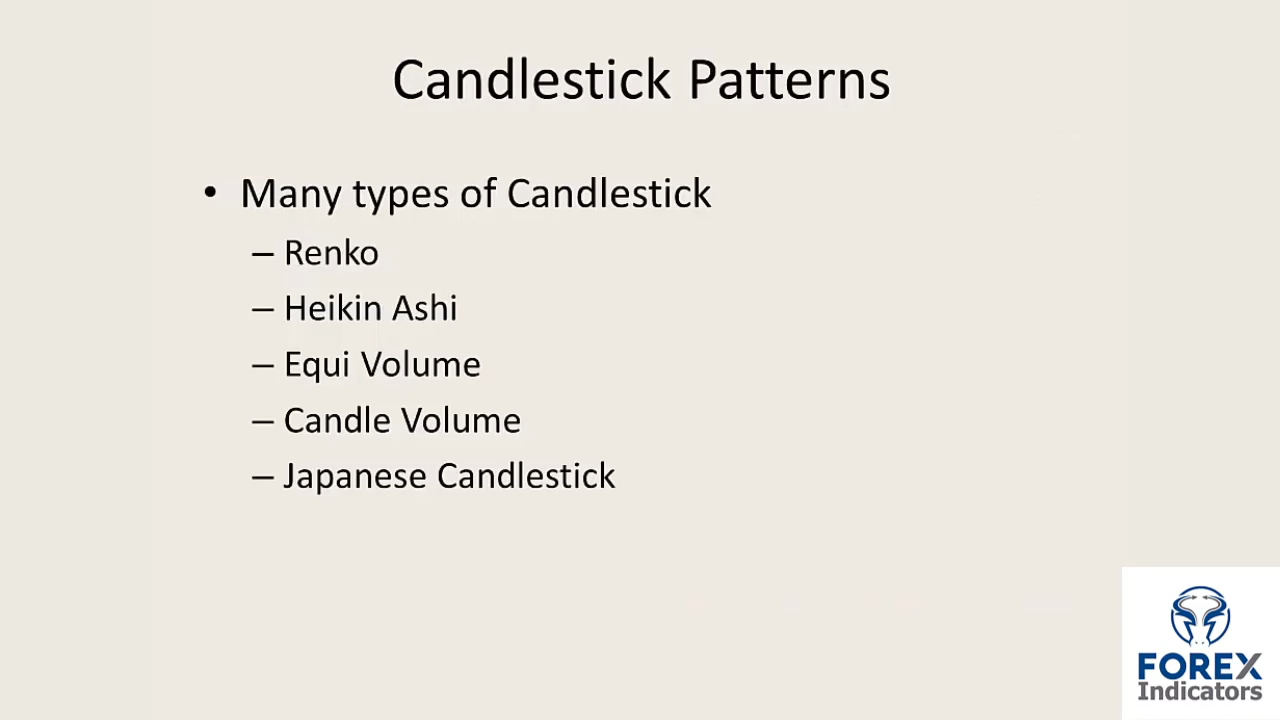 Candlestick Patterns
• Many types of Candlestick
– Renko
– Heikin Ashi
– Equi Volume
– Candle Volume
– Japanese Candlestick
FOREX
Indicators